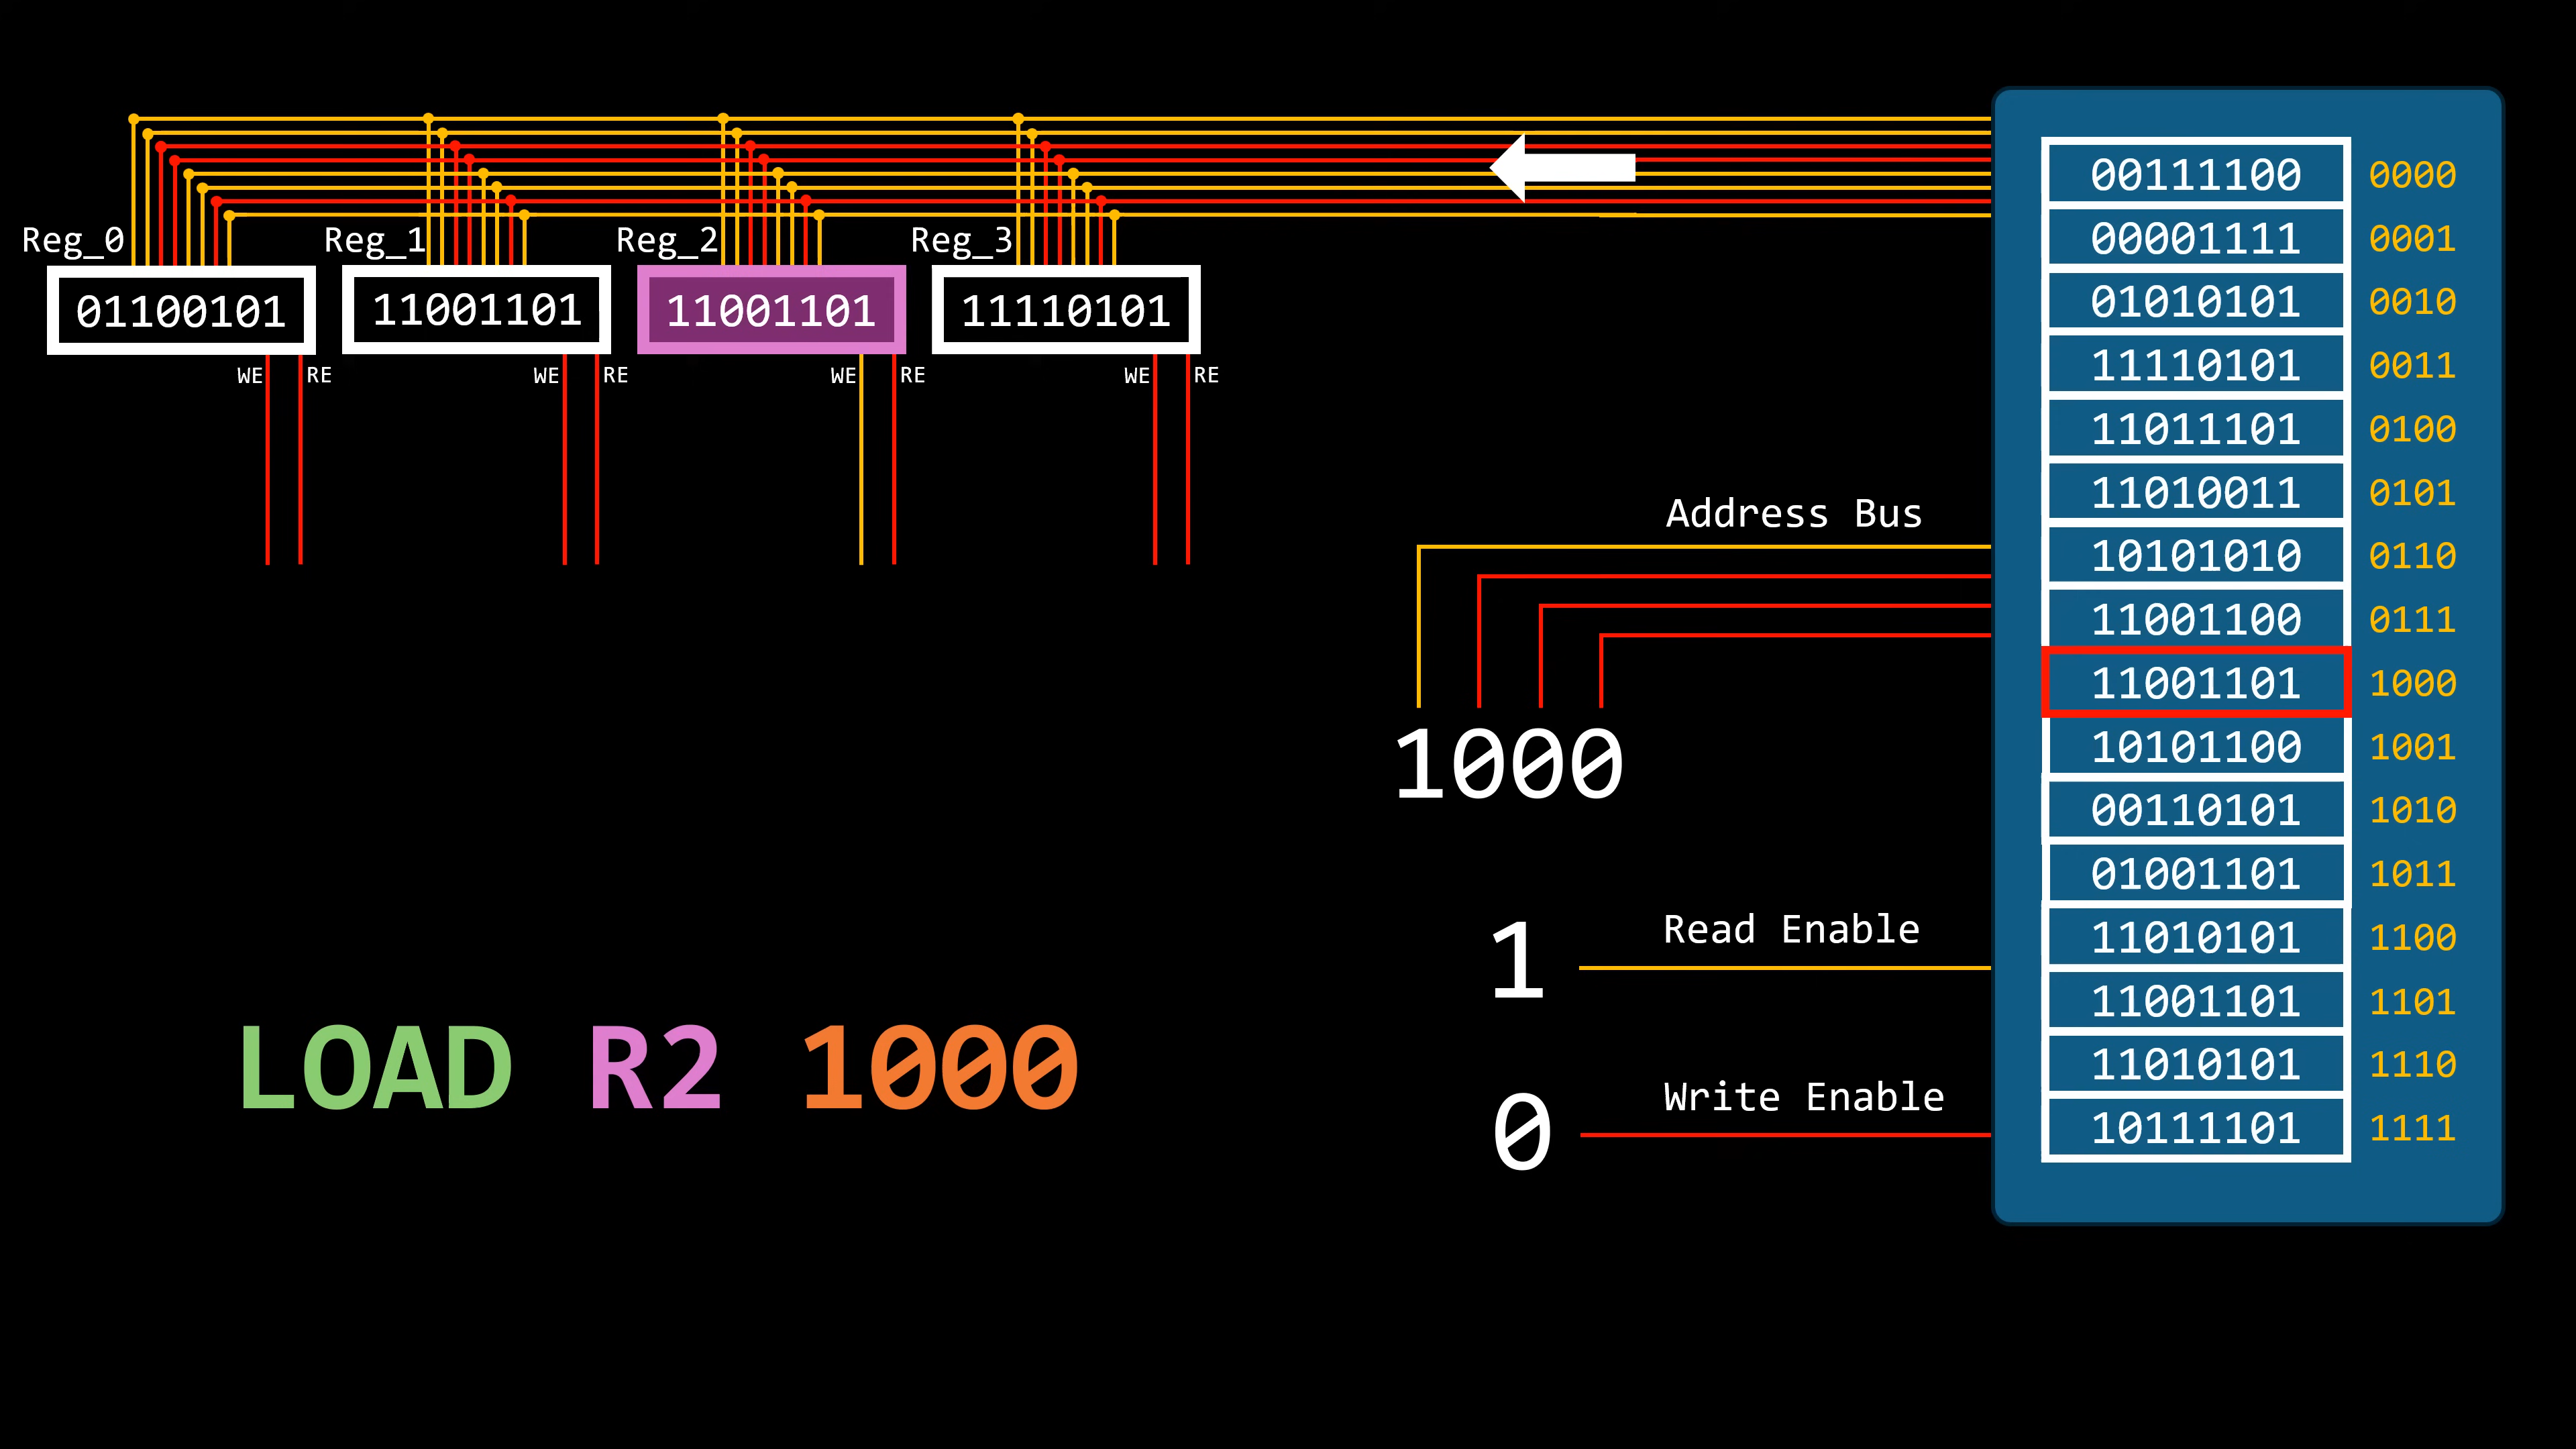 Reg_0 Reg_1 Reg_2 Reg_3
01100101 11001101 11001101 11110101
WE RE WE RE WE RE WE RE
Address Bus
1000
1 Read Enable
0 Write Enable
LOAD R2 1000
00111100 0000
00001111 0001
01010101 0010
11110101 0011
11011101 0100
11010011 0101
10101010 0110
11001100 0111
11001101 1000
10101100 1001
00110101 1010
01001101 1011
11010101 1100
11001101 1101
11010101 1110
10111101 1111